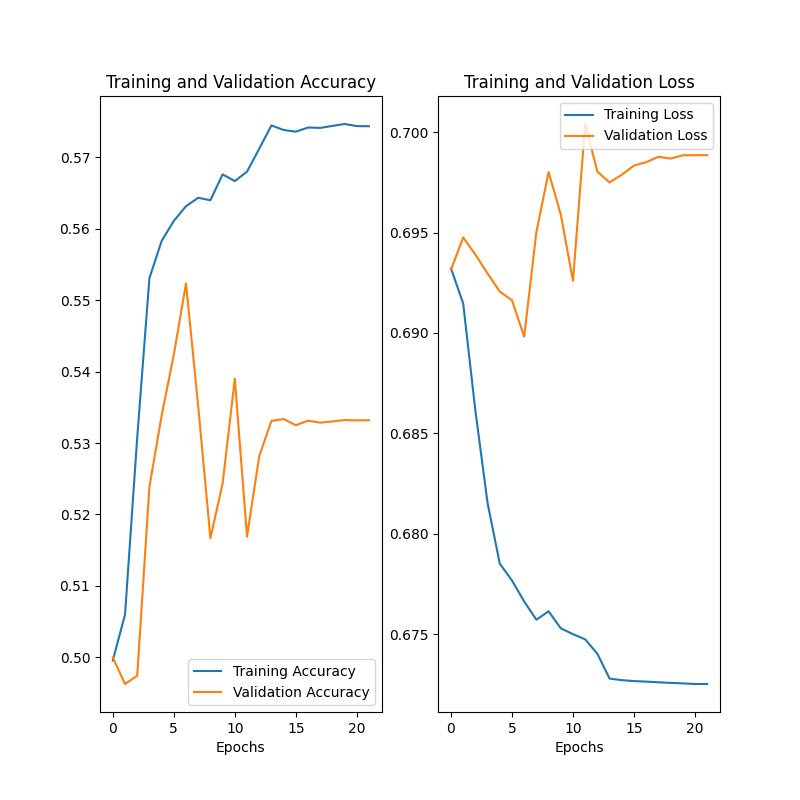 Training and Validation Accuracy
0.57
0.56
0.55
0.54
0.53
0.52
0.51
0.50
Training Accuracy
Validation Accuracy
0 5 10 15 20
Epochs
Training and Validation Loss
Training Loss
Validation Loss
0.700
0.695
0.690
0.685
0.680
0.675
0 5 10 15 20
Epochs